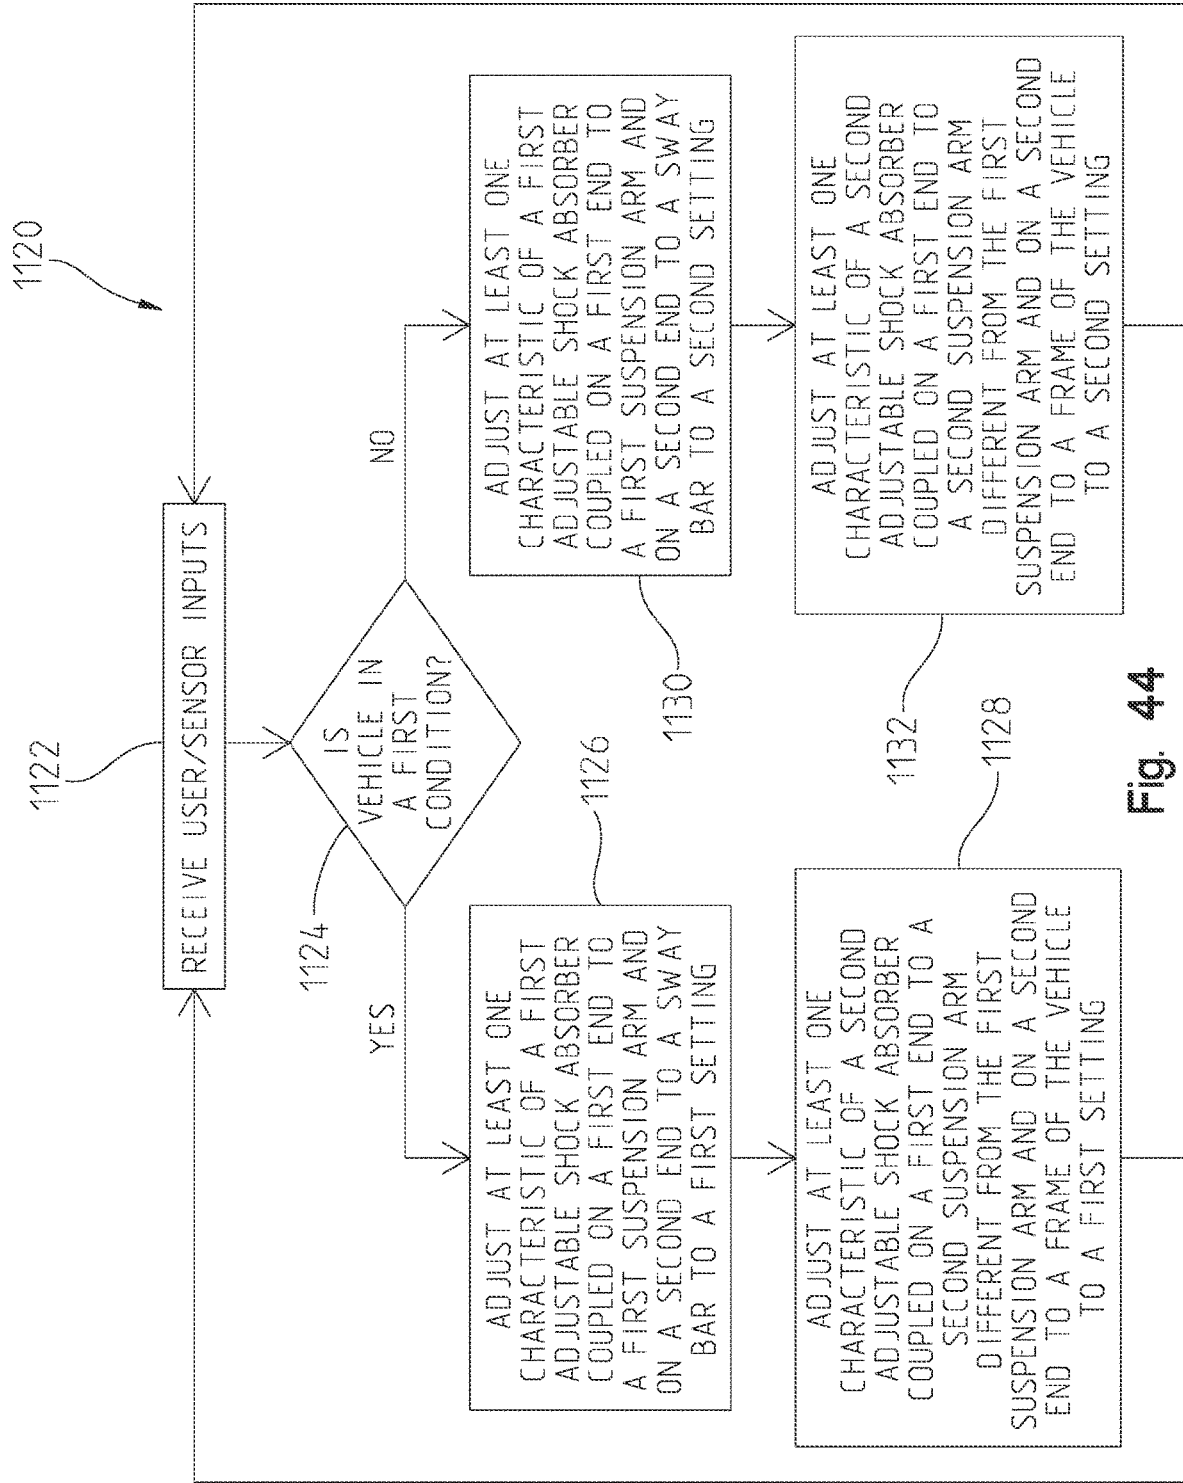 1120
1122
RECEIVE USER/SENSOR INPUTS
1124
IS
VEHICLE IN
A FIRST
CONDITION?
YES
NO
1126
ADJUST AT LEAST ONE
CHARACTERISTIC OF A FIRST
ADJUSTABLE SHOCK ABSORBER
COUPLED ON A FIRST END TO
A FIRST SUSPENSION ARM AND
ON A SECOND END TO A SWAY
BAR TO A FIRST SETTING
1130
ADJUST AT LEAST ONE
CHARACTERISTIC OF A FIRST
ADJUSTABLE SHOCK ABSORBER
COUPLED ON A FIRST END TO
A FIRST SUSPENSION ARM AND
ON A SECOND END TO A SWAY
BAR TO A SECOND SETTING
1128
ADJUST AT LEAST ONE
CHARACTERISTIC OF A SECOND
ADJUSTABLE SHOCK ABSORBER
COUPLED ON A FIRST END TO A
SECOND SUSPENSION ARM
DIFFERENT FROM THE FIRST
SUSPENSION ARM AND ON A SECOND
END TO A FRAME OF THE VEHICLE
TO A FIRST SETTING
1132
ADJUST AT LEAST ONE
CHARACTERISTIC OF A SECOND
ADJUSTABLE SHOCK ABSORBER
COUPLED ON A FIRST END TO
A SECOND SUSPENSION ARM
DIFFERENT FROM THE FIRST
SUSPENSION ARM AND ON A SECOND
END TO A FRAME OF THE VEHICLE
TO A SECOND SETTING
Fig. 44